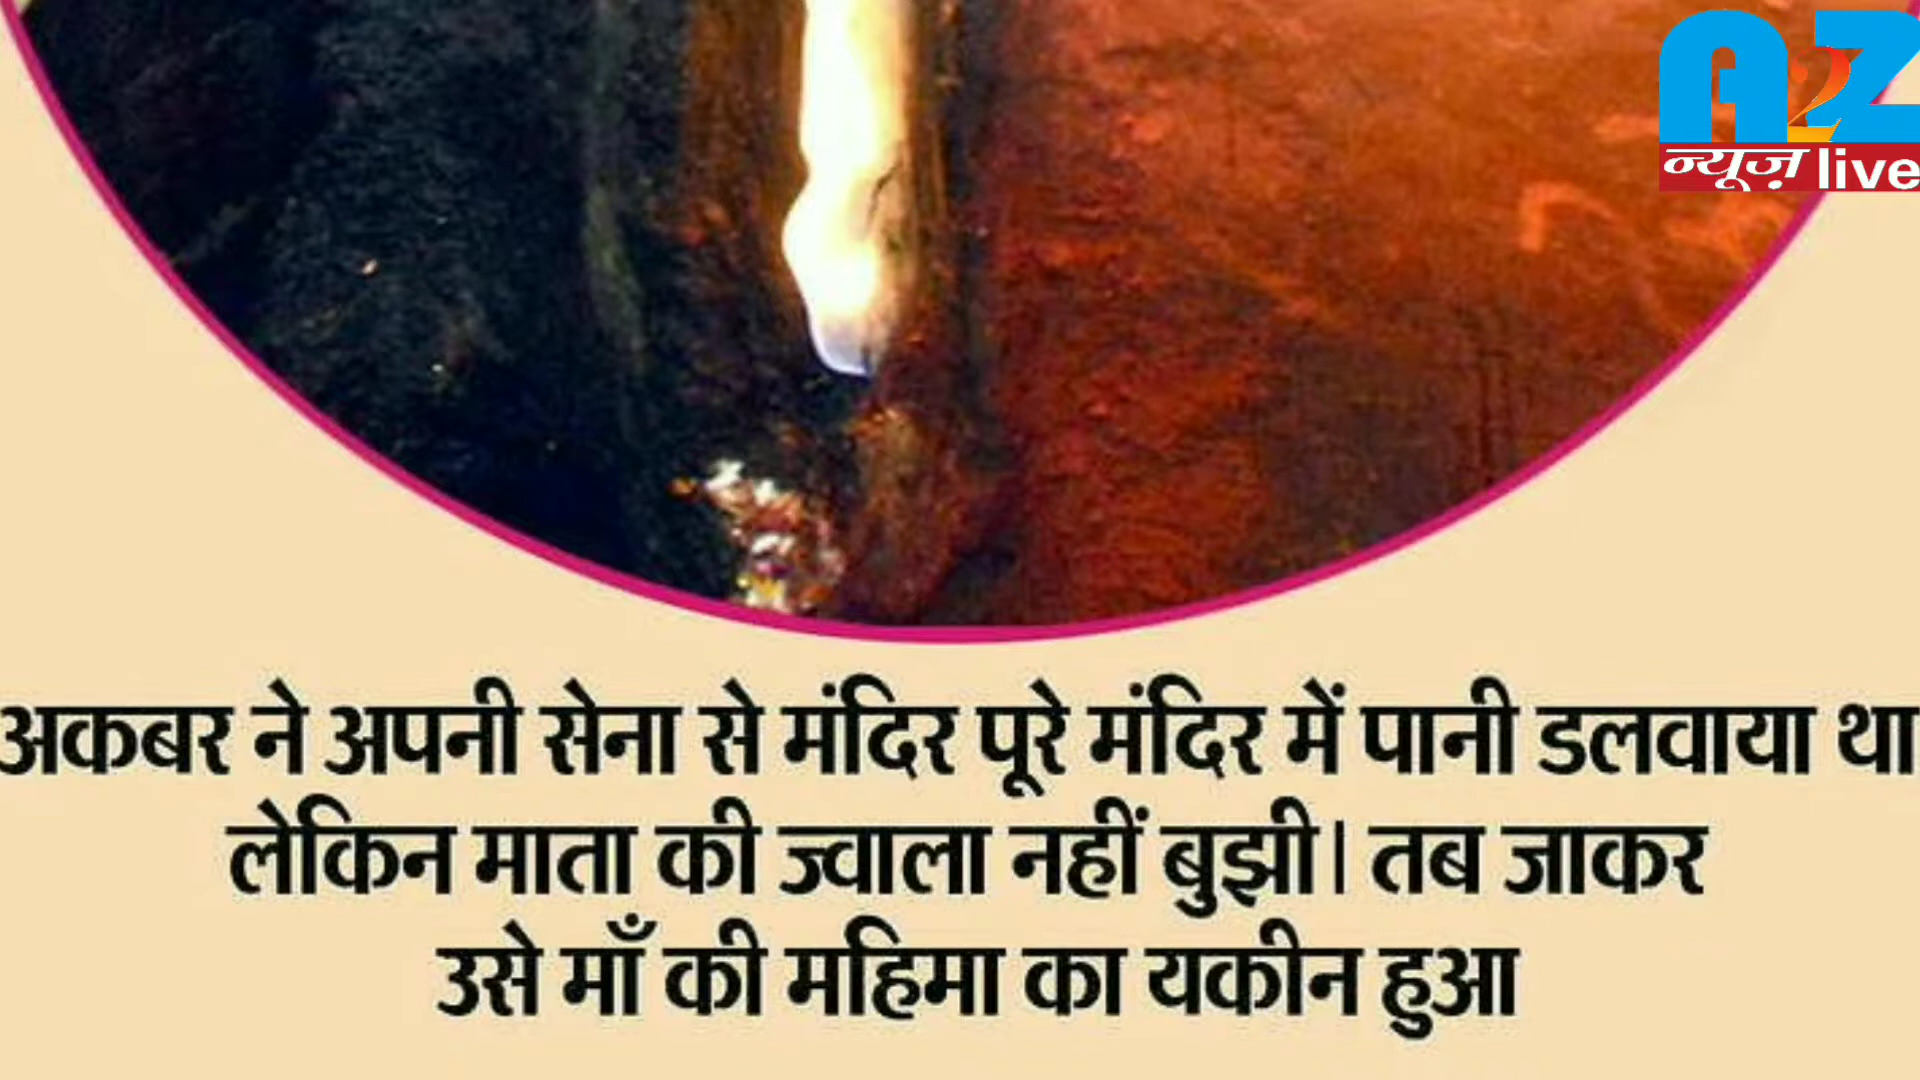 A2Z
न्यूज़ live
अकबर ने अपनी सेना से मंदिर पूरे मंदिर में पानी डलवाया था
लेकिन माता की ज्वाला नहीं बुझी। तब जाकर
उसे माँ की महिमा का यकीन हुआ